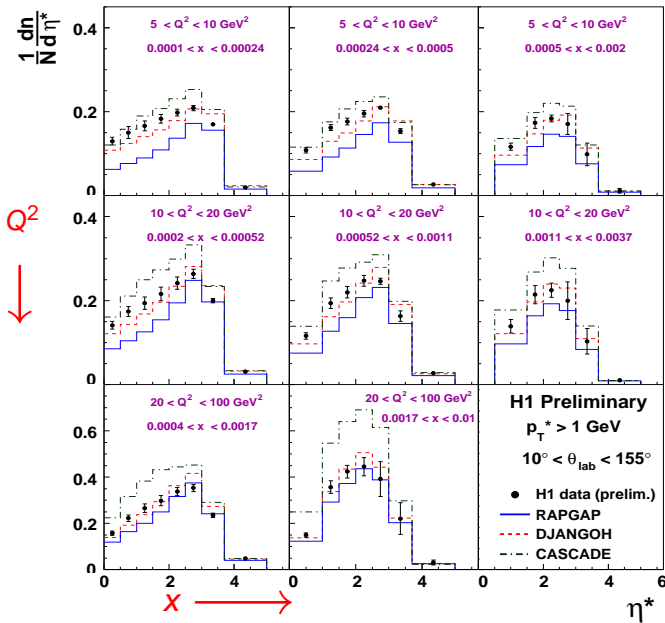 1 dn
N d η*
5 < Q² < 10 GeV²
0.0001 < x < 0.00024
5 < Q² < 10 GeV²
0.00024 < x < 0.0005
5 < Q² < 10 GeV²
0.0005 < x < 0.002
0.4
0.2
0
10 < Q² < 20 GeV²
0.0002 < x < 0.00052
10 < Q² < 20 GeV²
0.00052 < x < 0.0011
10 < Q² < 20 GeV²
0.0011 < x < 0.0037
Q²
0.4
0.2
0
20 < Q² < 100 GeV²
0.0004 < x < 0.0017
20 < Q² < 100 GeV²
0.0017 < x < 0.01
H1 Preliminary
p_T* > 1 GeV
10° < θ_lab < 155°
H1 data (prelim.)
RAPGAP
DJANGOH
CASCADE
0.8
0.6
0.4
0.2
0
0 2 4 0 2 4 0 2 4 6
x
η*